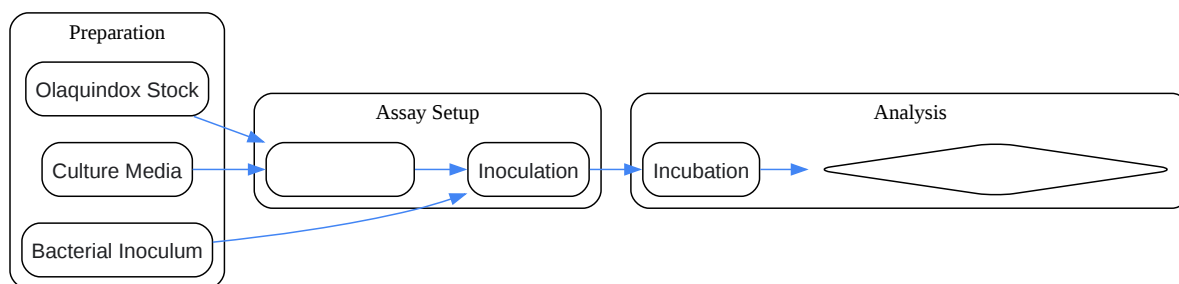 Preparation
Olaquindox Stock
Culture Media
Bacterial Inoculum
Assay Setup
Inoculation
Analysis
Incubation